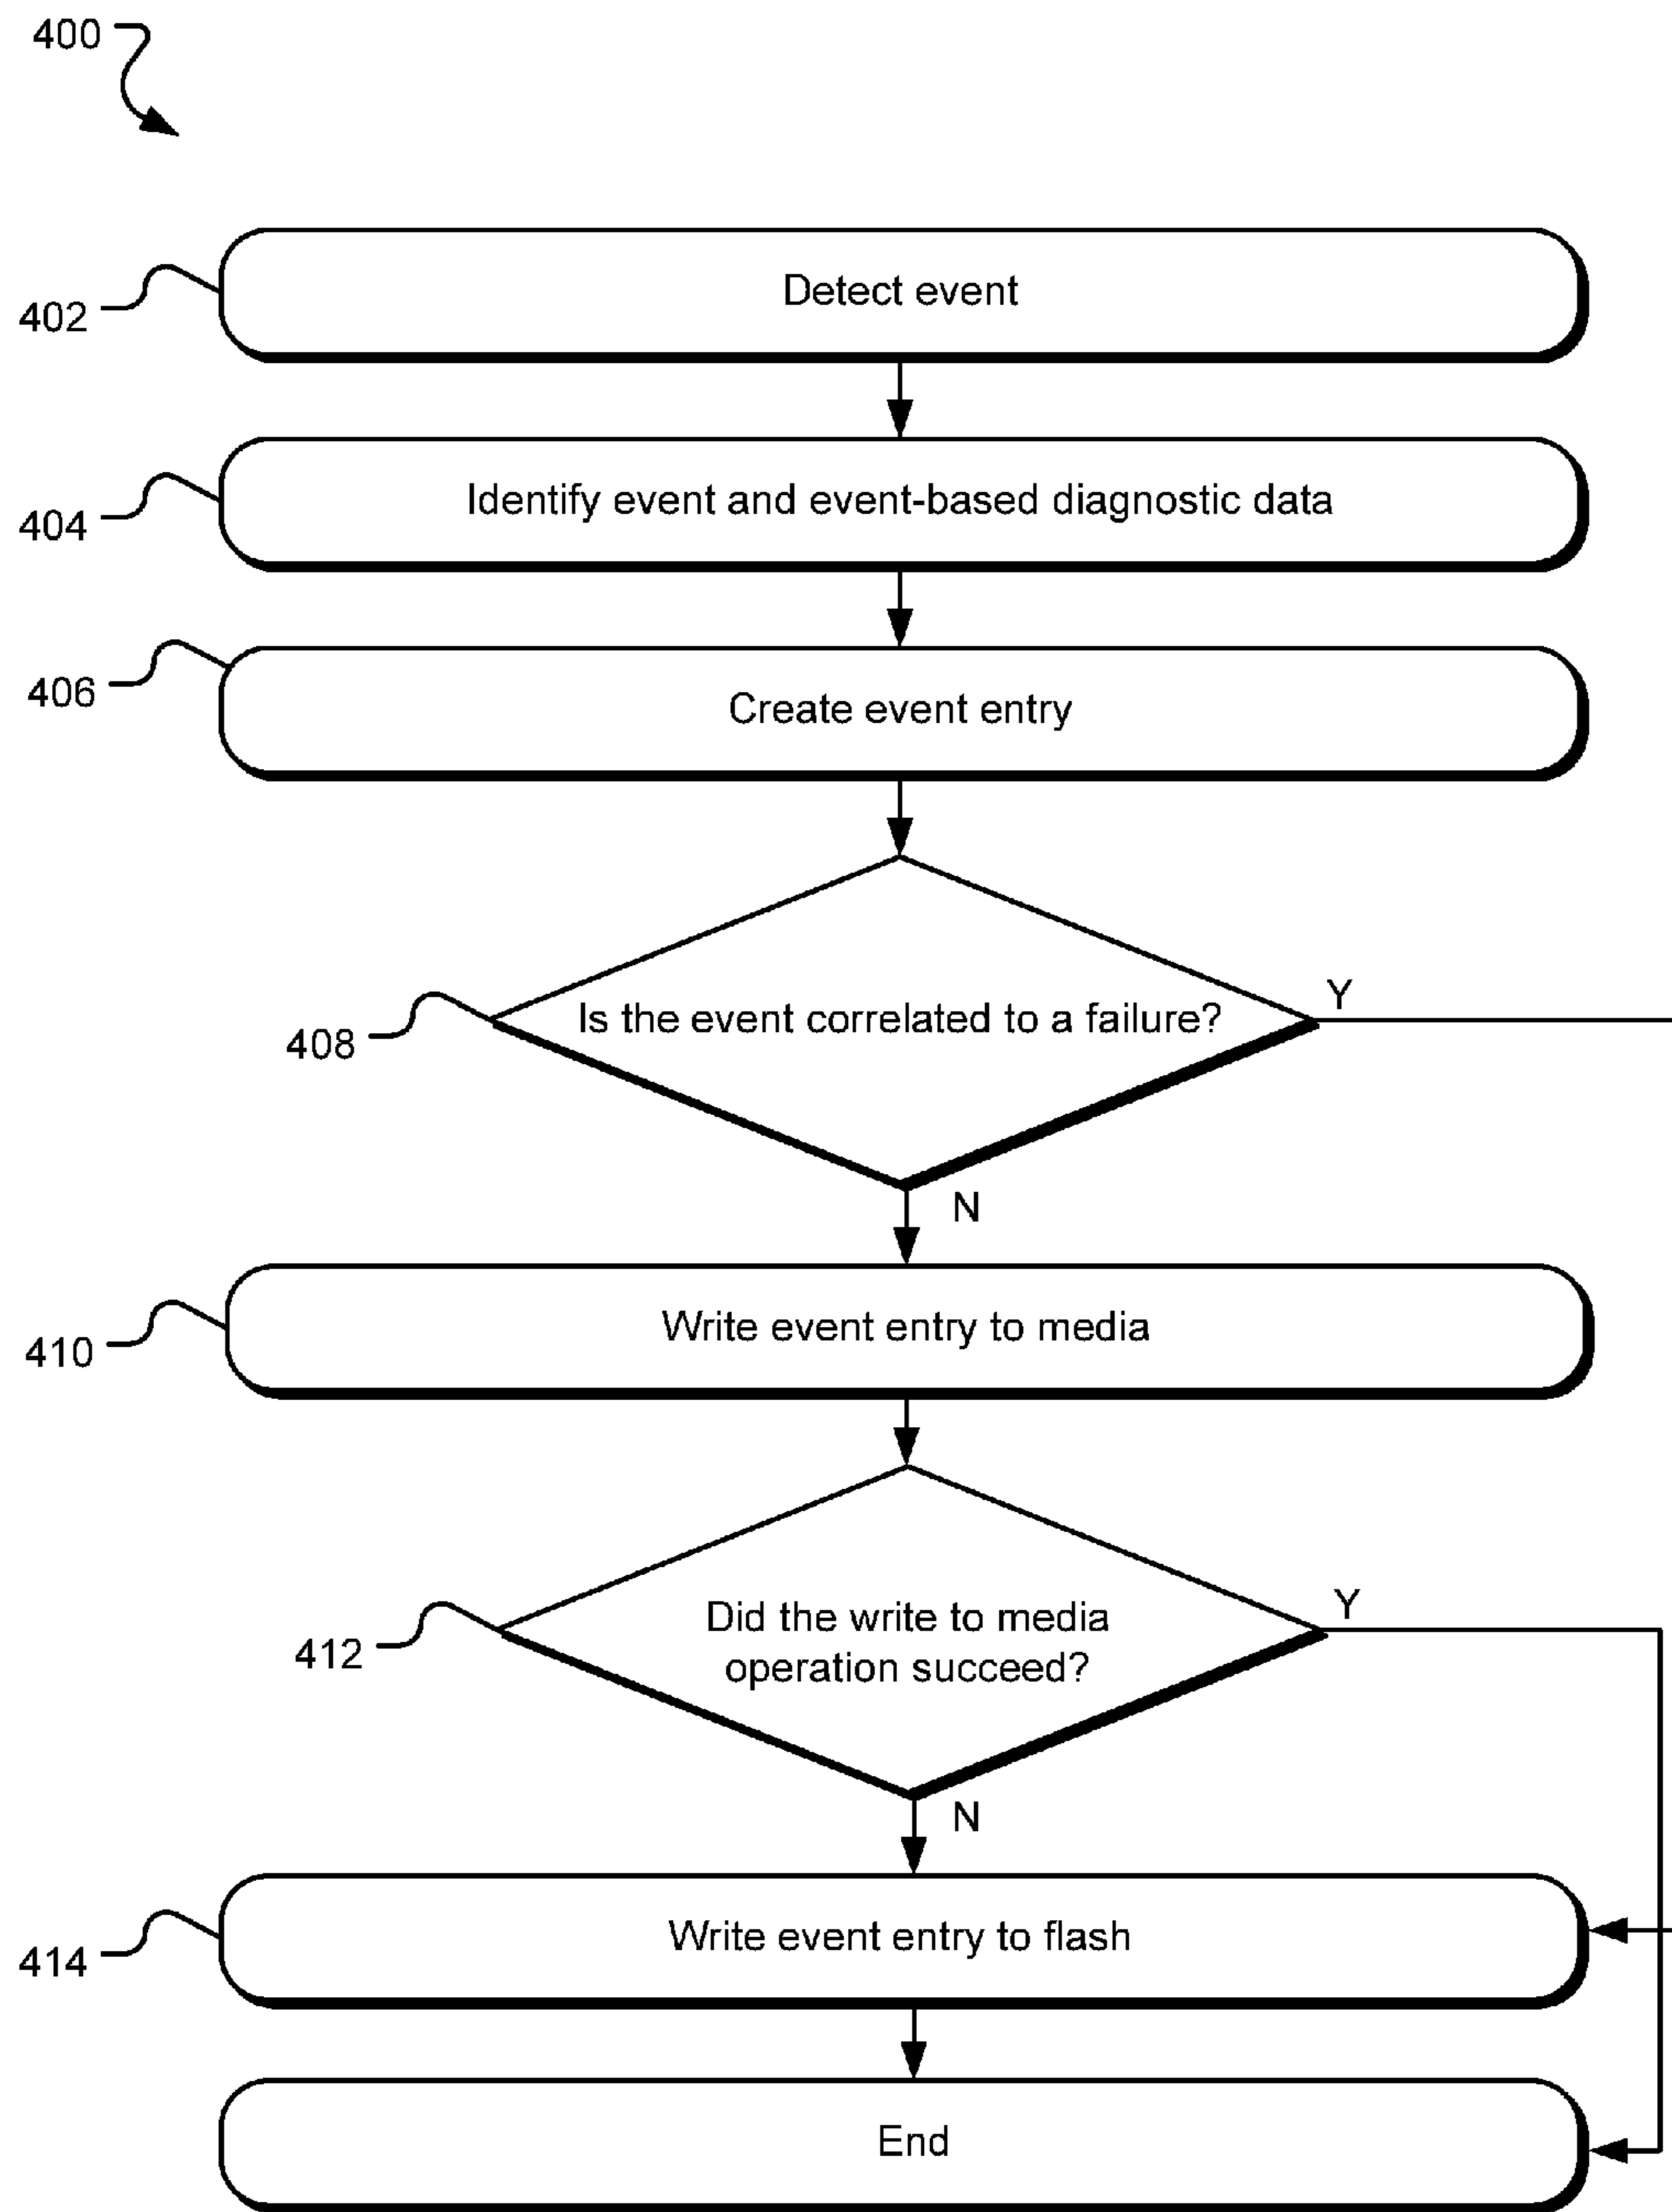 400
402
Detect event
404
Identify event and event-based diagnostic data
406
Create event entry
408
Is the event correlated to a failure?
Y
N
410
Write event entry to media
412
Did the write to media
operation succeed?
Y
N
414
Write event entry to flash
End